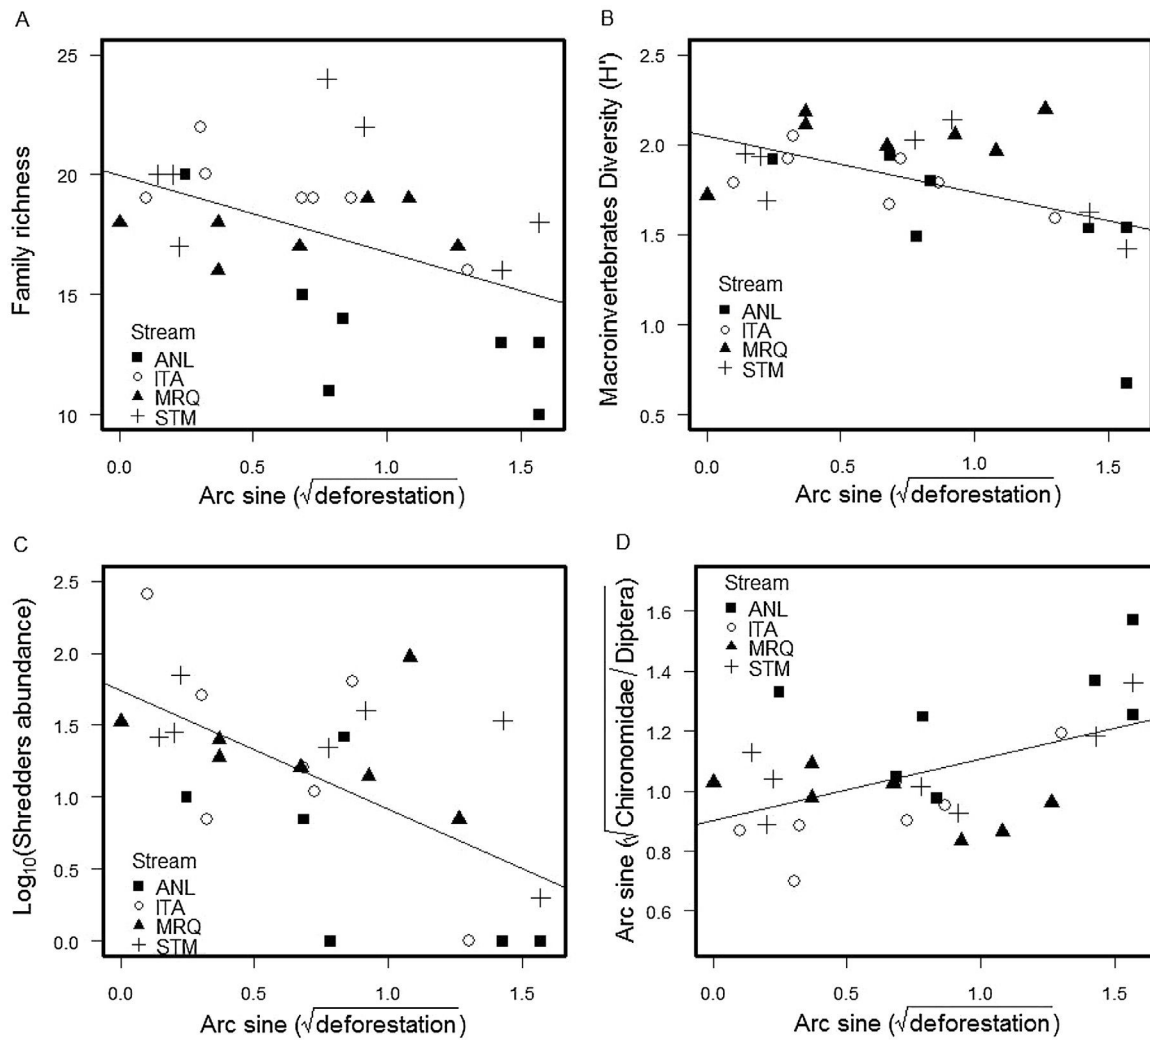 A
Family richness
25
20
15
10
Stream
ANL
ITA
MRQ
STM
0.0 0.5 1.0 1.5
Arc sine (√deforestation)
B
Macroinvertebrates Diversity (H')
2.5
2.0
1.5
1.0
0.5
Stream
ANL
ITA
MRQ
STM
0.0 0.5 1.0 1.5
Arc sine (√deforestation)
C
Log₁₀(Shredders abundance)
2.5
2.0
1.5
1.0
0.5
0.0
Stream
ANL
ITA
MRQ
STM
0.0 0.5 1.0 1.5
Arc sine (√deforestation)
D
Arc sine (√Chironomidae / Diptera)
1.6
1.4
1.2
1.0
0.8
0.6
Stream
ANL
ITA
MRQ
STM
0.0 0.5 1.0 1.5
Arc sine (√deforestation)